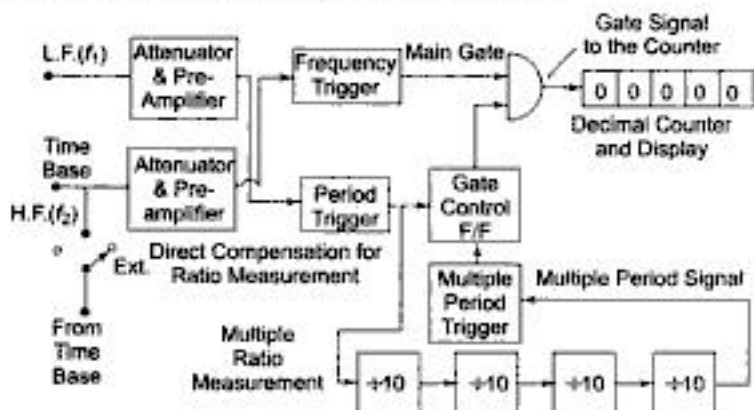 L.F.(f₁)
Attenuator
& Pre-
Amplifier
Frequency
Trigger
Main Gate
Gate Signal
to the Counter
0 0 0 0 0
Decimal Counter
and Display
Time
Base
H.F.(f₂)
Attenuator
& Pre-
amplifier
Period
Trigger
Gate
Control
F/F
Ext.
Direct Compensation for
Ratio Measurement
From
Time
Base
Multiple
Period
Trigger
Multiple Period Signal
Multiple
Ratio
Measurement
÷10
÷10
÷10
÷10